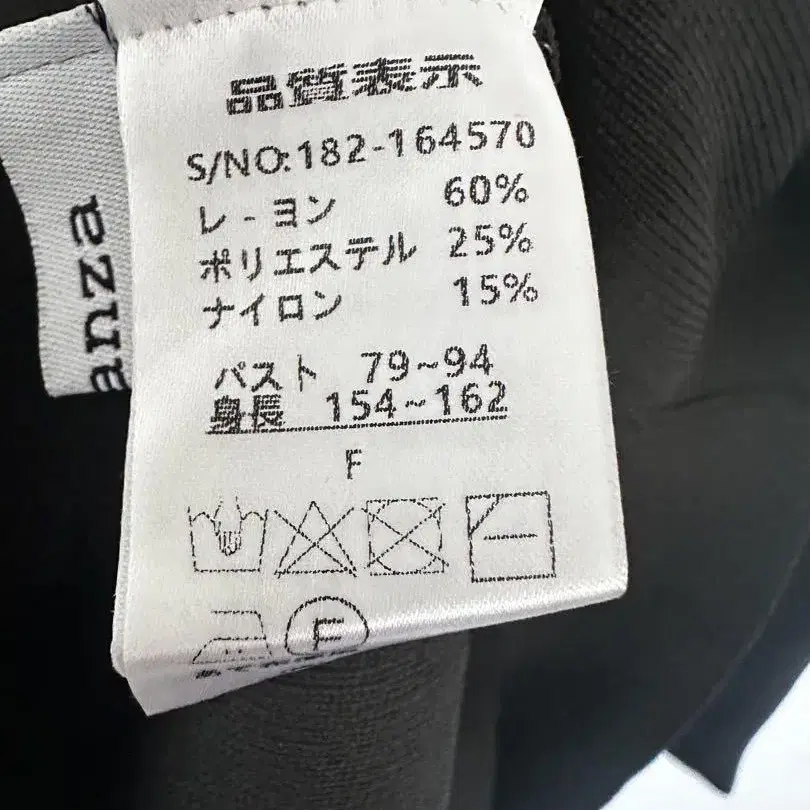 品質表示
S/NO:182-164570
レ-ヨン 60%
ポリエステル 25%
ナイロン 15%
バスト 79~94
身長 154~162
F
F
anza